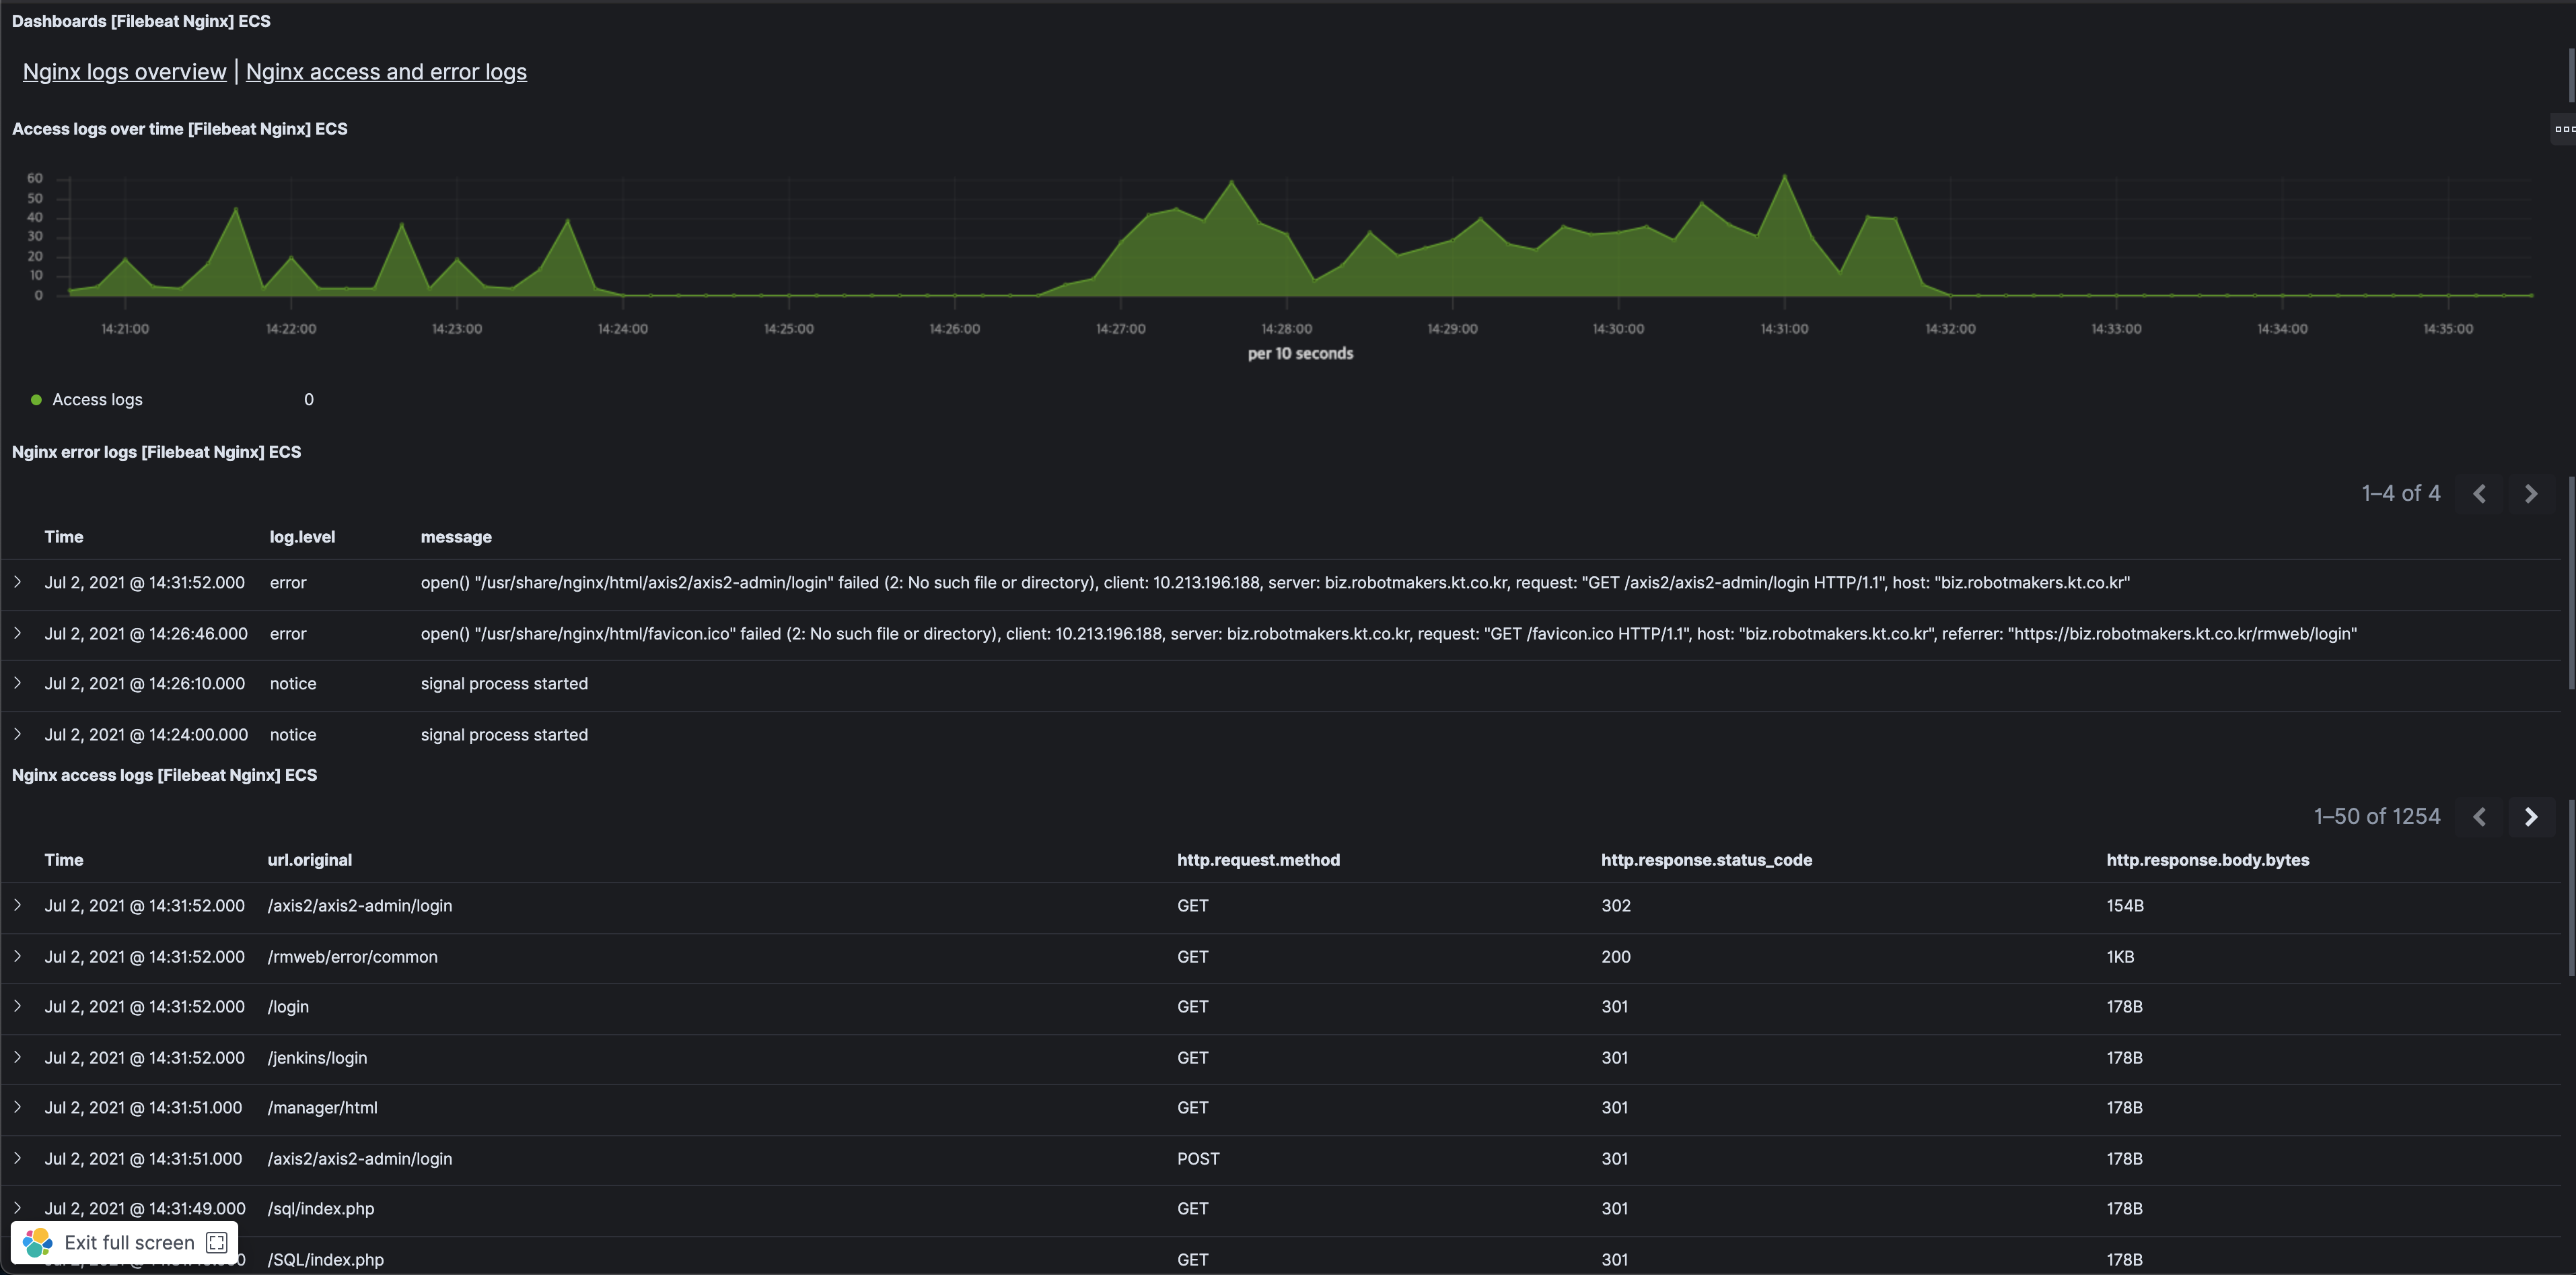 Dashboards [Filebeat Nginx] ECS
Nginx logs overview | Nginx access and error logs
Access logs over time [Filebeat Nginx] ECS
60
50
40
30
20
10
0
14:21:00 14:22:00 14:23:00 14:24:00 14:25:00 14:26:00 14:27:00 14:28:00 14:29:00 14:30:00 14:31:00 14:32:00 14:33:00 14:34:00 14:35:00
per 10 seconds
Access logs 0
Nginx error logs [Filebeat Nginx] ECS
1–4 of 4
Time log.level message
Jul 2, 2021 @ 14:31:52.000 error open() "/usr/share/nginx/html/axis2/axis2-admin/login" failed (2: No such file or directory), client: 10.213.196.188, server: biz.robotmakers.kt.co.kr, request: "GET /axis2/axis2-admin/login HTTP/1.1", host: "biz.robotmakers.kt.co.kr"
Jul 2, 2021 @ 14:26:46.000 error open() "/usr/share/nginx/html/favicon.ico" failed (2: No such file or directory), client: 10.213.196.188, server: biz.robotmakers.kt.co.kr, request: "GET /favicon.ico HTTP/1.1", host: "biz.robotmakers.kt.co.kr", referrer: "https://biz.robotmakers.kt.co.kr/rmweb/login"
Jul 2, 2021 @ 14:26:10.000 notice signal process started
Jul 2, 2021 @ 14:24:00.000 notice signal process started
Nginx access logs [Filebeat Nginx] ECS
1–50 of 1254
Time url.original http.request.method http.response.status_code http.response.body.bytes
Jul 2, 2021 @ 14:31:52.000 /axis2/axis2-admin/login GET 302 154B
Jul 2, 2021 @ 14:31:52.000 /rmweb/error/common GET 200 1KB
Jul 2, 2021 @ 14:31:52.000 /login GET 301 178B
Jul 2, 2021 @ 14:31:52.000 /jenkins/login GET 301 178B
Jul 2, 2021 @ 14:31:51.000 /manager/html GET 301 178B
Jul 2, 2021 @ 14:31:51.000 /axis2/axis2-admin/login POST 301 178B
Jul 2, 2021 @ 14:31:49.000 /sql/index.php GET 301 178B
/SQL/index.php GET 301 178B
Exit full screen